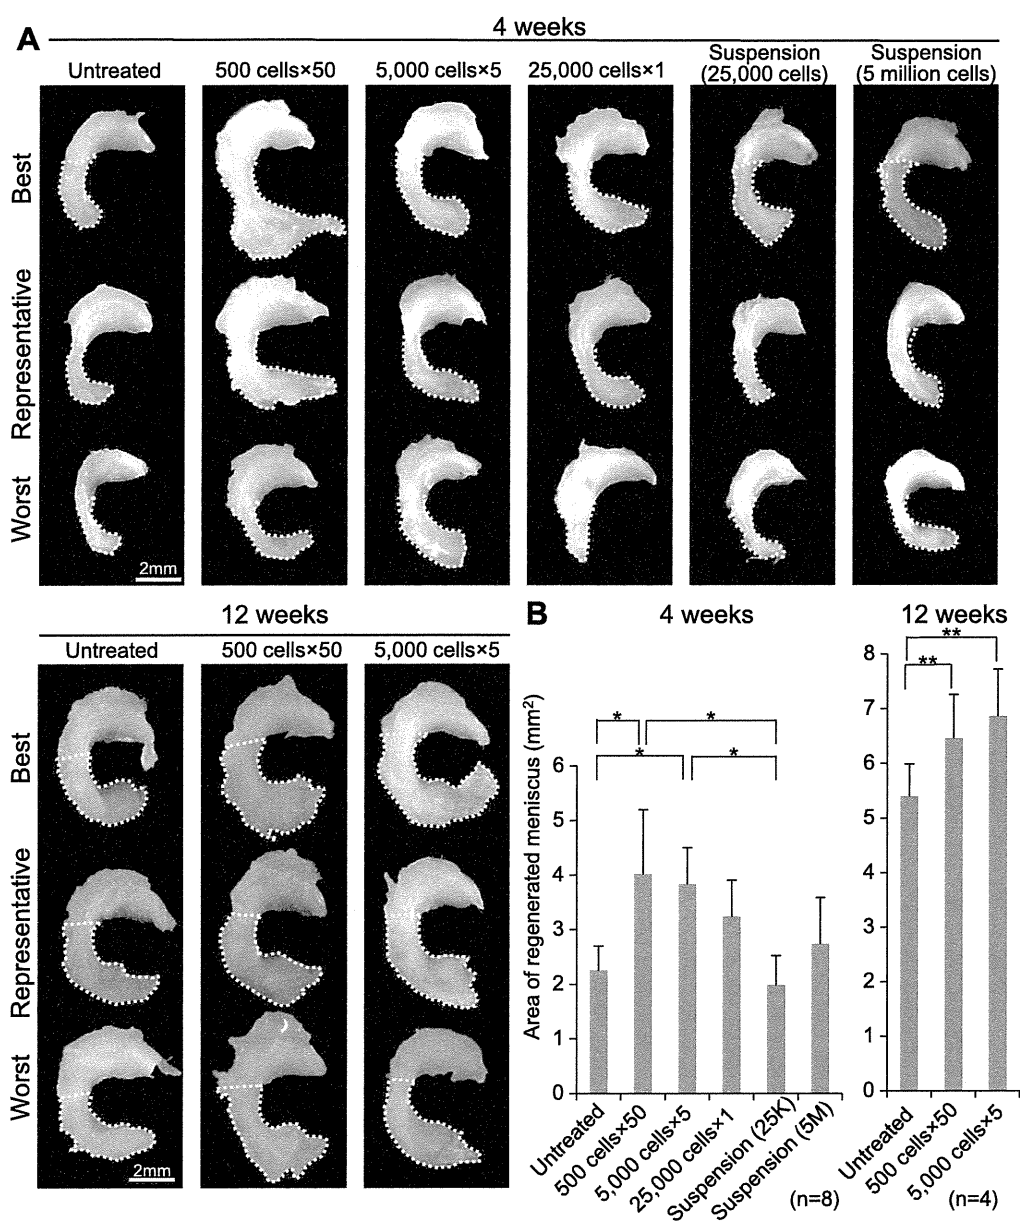 A
4 weeks
Untreated
500 cells×50
5,000 cells×5
25,000 cells×1
Suspension
(25,000 cells)
Suspension
(5 million cells)
Best
Representative
Worst
2mm
12 weeks
Untreated
500 cells×50
5,000 cells×5
Best
Representative
Worst
2mm
B
4 weeks
12 weeks
Area of regenerated meniscus (mm²)
6
5
4
3
2
1
0
*
*
*
*
Untreated
500 cells×50
5,000 cells×5
25,000 cells×1
Suspension (25K)
Suspension (5M)
(n=8)
8
7
6
5
4
3
2
1
0
**
**
Untreated
500 cells×50
5,000 cells×5
(n=4)